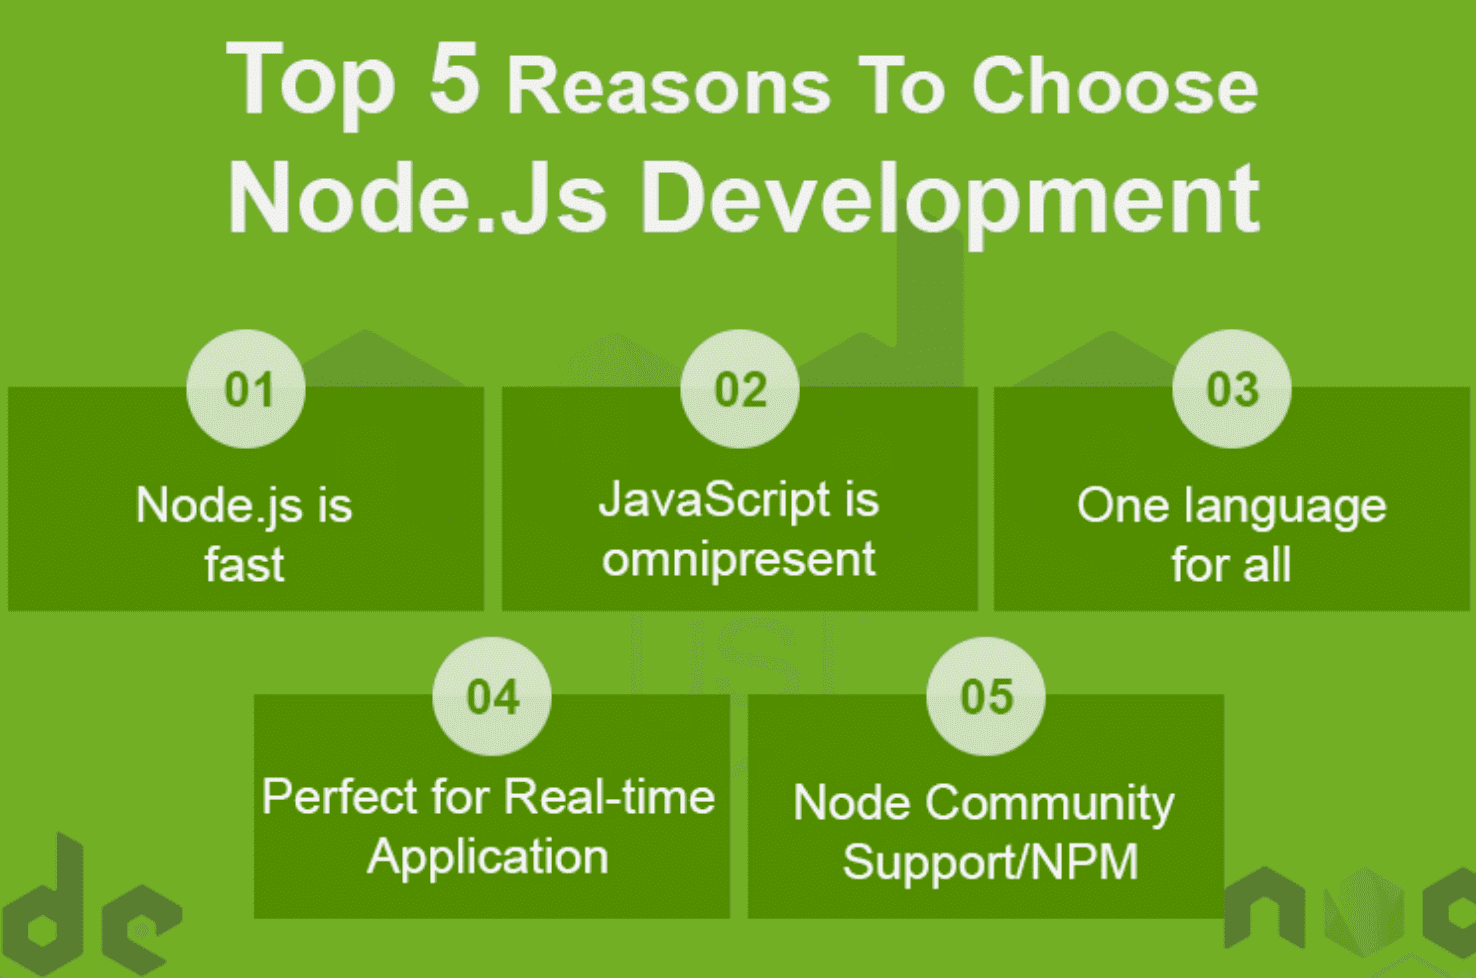 Top 5 Reasons To Choose
Node.Js Development
01
Node.js is
fast
02
JavaScript is
omnipresent
03
One language
for all
04
Perfect for Real-time
Application
05
Node Community
Support/NPM